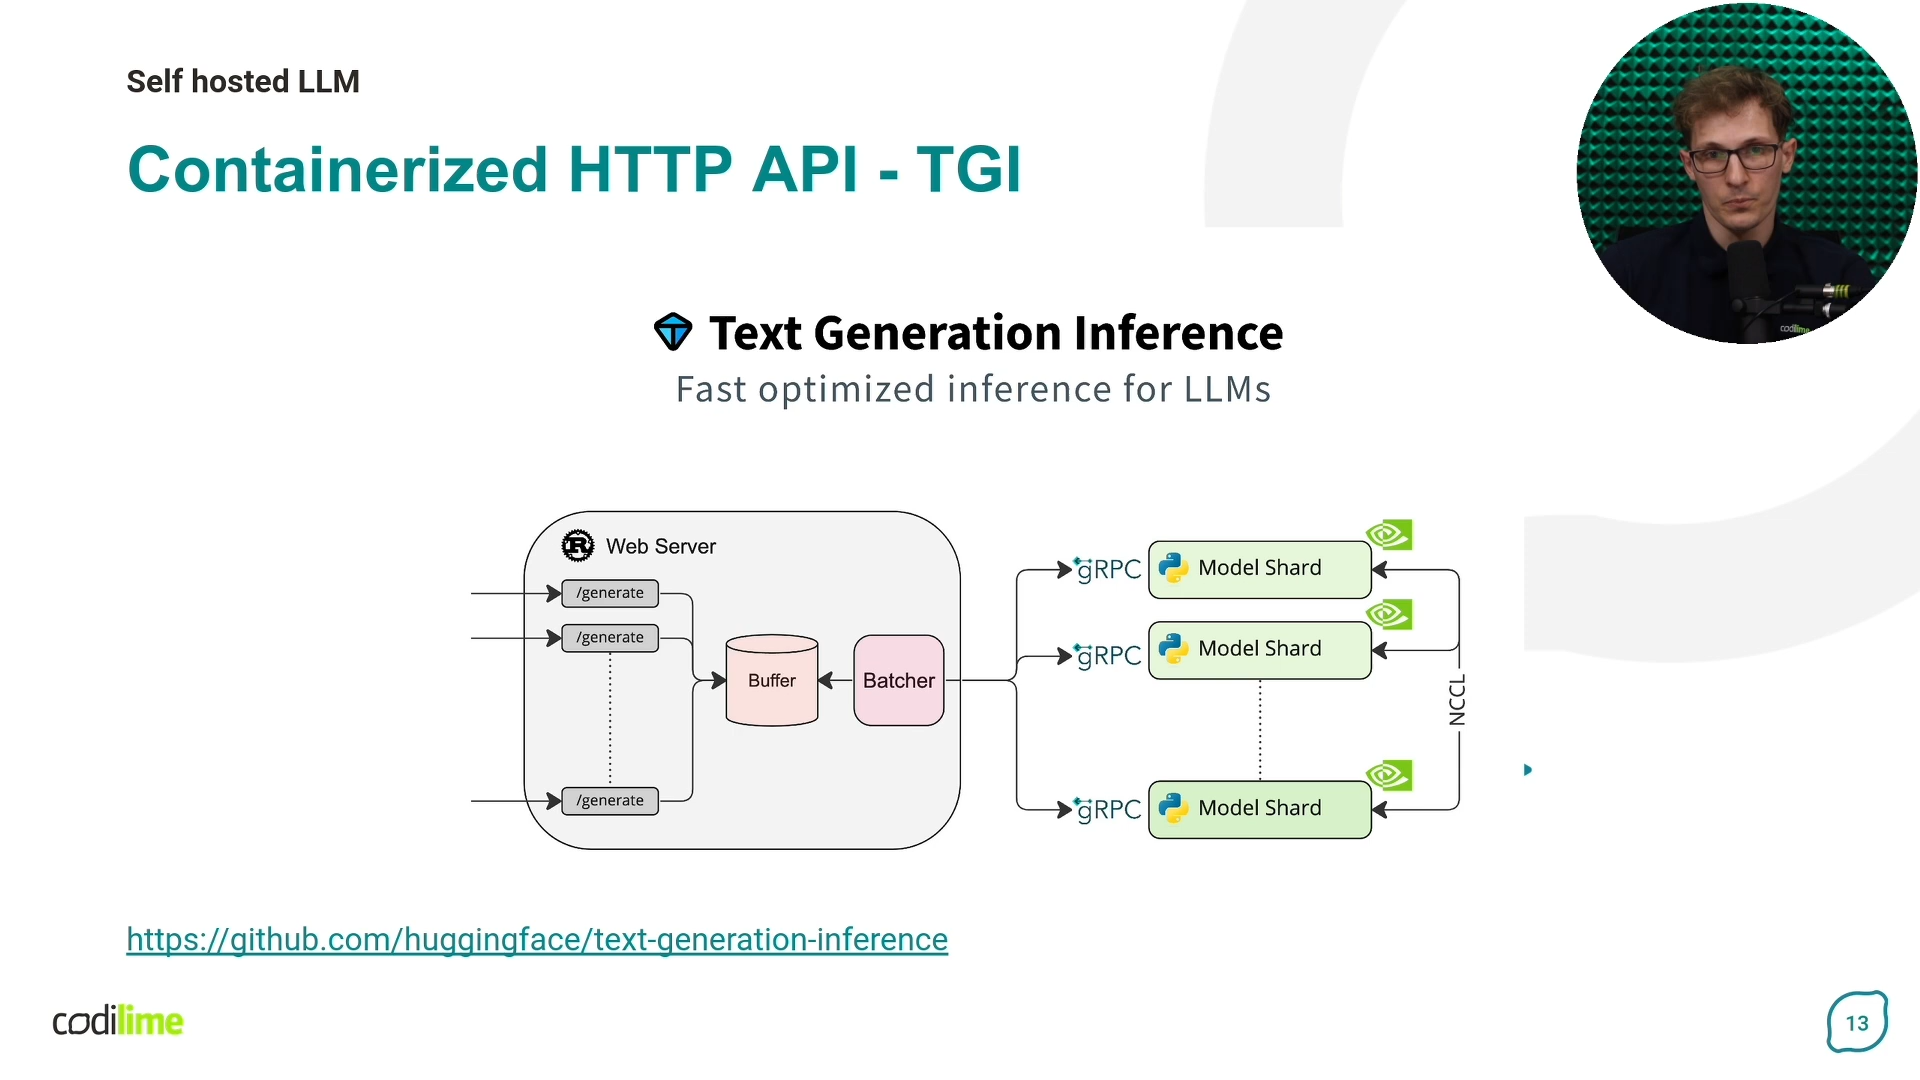 Self hosted LLM
Containerized HTTP API - TGI
Text Generation Inference
Fast optimized inference for LLMs
Web Server
/generate
/generate
/generate
Buffer
Batcher
gRPC
Model Shard
gRPC
Model Shard
gRPC
Model Shard
NCCL
https://github.com/huggingface/text-generation-inference
codilime
13
codilime